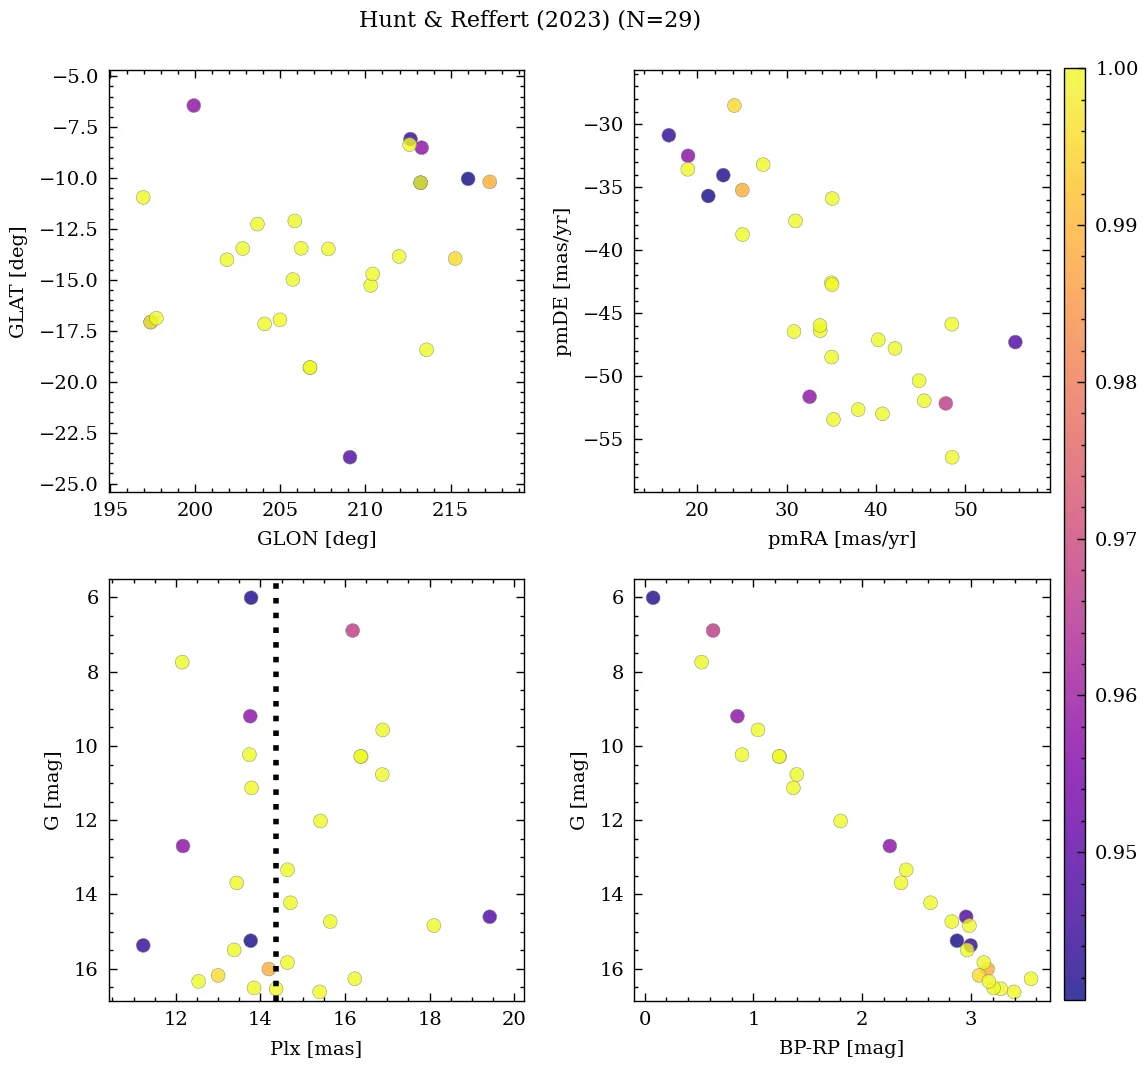 Hunt & Reffert (2023) (N=29)
−5.0
−7.5
−10.0
−12.5
−15.0
−17.5
−20.0
−22.5
−25.0
GLAT [deg]
195 200 205 210 215
GLON [deg]
−30
−35
−40
−45
−50
−55
pmDE [mas/yr]
20 30 40 50
pmRA [mas/yr]
6
8
10
12
14
16
G [mag]
12 14 16 18 20
Plx [mas]
6
8
10
12
14
16
G [mag]
0 1 2 3
BP-RP [mag]
1.00
0.99
0.98
0.97
0.96
0.95